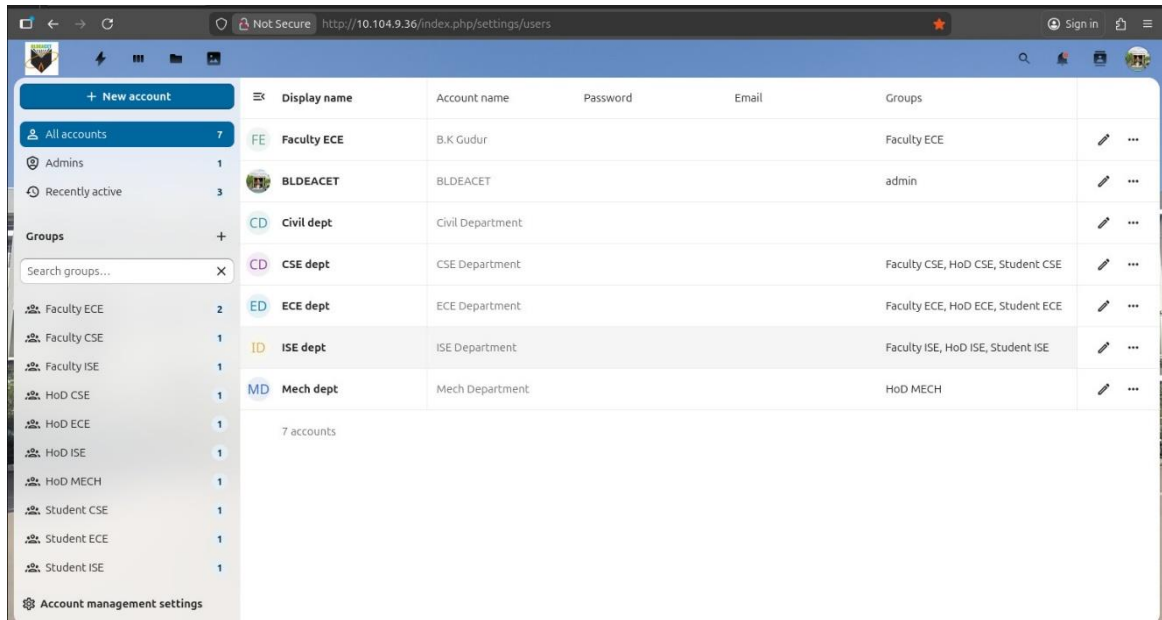 Not Secure http://10.104.9.36/index.php/settings/users
Sign in
+ New account
All accounts 7
Admins 1
Recently active 3
Groups +
Search groups...
Faculty ECE 2
Faculty CSE 1
Faculty ISE 1
HoD CSE 1
HoD ECE 1
HoD ISE 1
HoD MECH 1
Student CSE 1
Student ECE 1
Student ISE 1
Account management settings
Display name Account name Password Email Groups
FE Faculty ECE B.K Gudur Faculty ECE
BLDEACET BLDEACET admin
CD Civil dept Civil Department
CD CSE dept CSE Department Faculty CSE, HoD CSE, Student CSE
ED ECE dept ECE Department Faculty ECE, HoD ECE, Student ECE
ID ISE dept ISE Department Faculty ISE, HoD ISE, Student ISE
MD Mech dept Mech Department HoD MECH
7 accounts